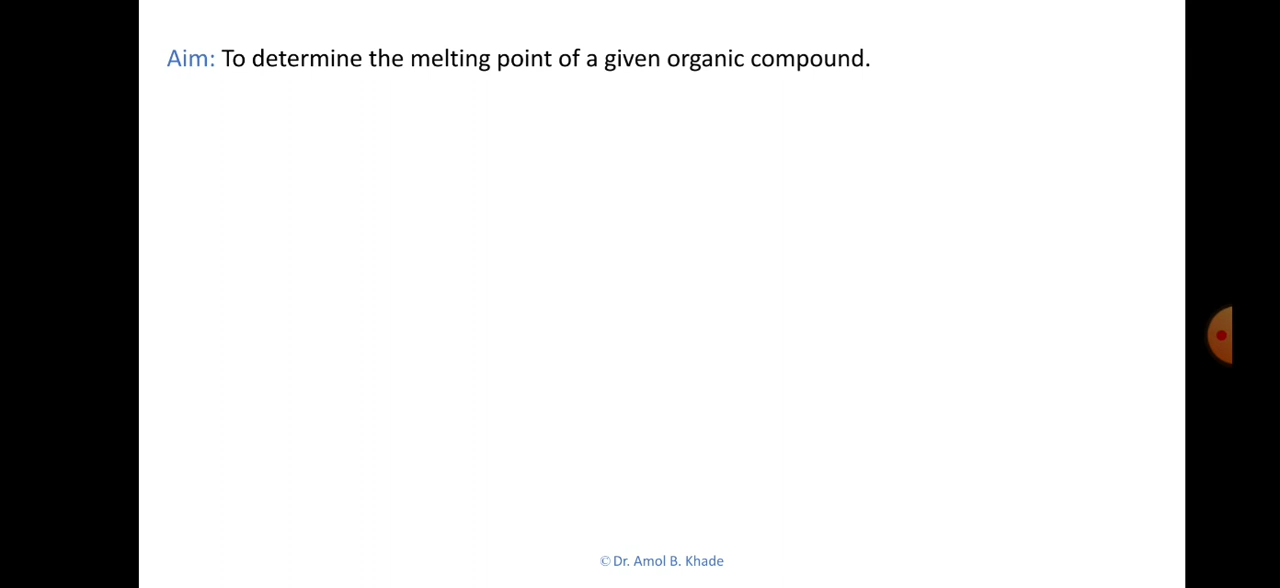 Aim: To determine the melting point of a given organic compound.
© Dr. Amol B. Khade